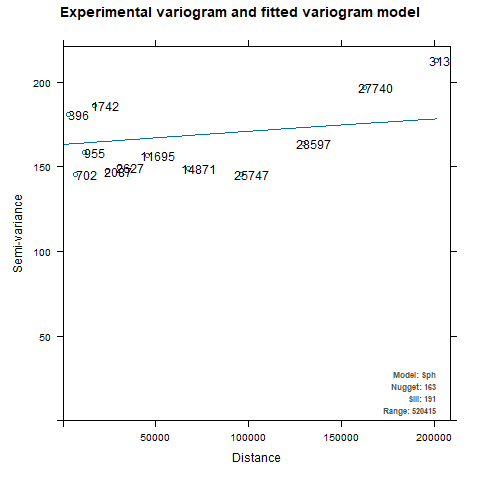 Experimental variogram and fitted variogram model
313
27740
1742
396
28597
955
11695
2627
14871
702
2087
25747
200
150
100
50
Semi-variance
Model: Sph
Nugget: 163
Sill: 191
Range: 520415
50000
100000
150000
200000
Distance